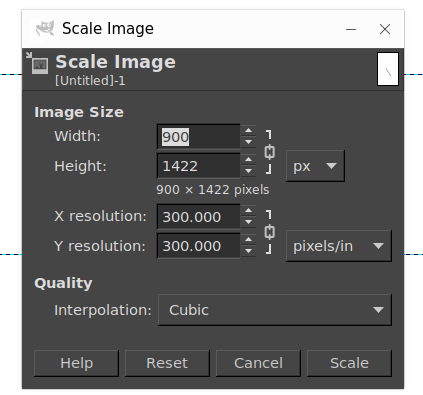 Scale Image
Scale Image
[Untitled]-1
Image Size
Width: 900
Height: 1422 px
900 × 1422 pixels
X resolution: 300.000
Y resolution: 300.000 pixels/in
Quality
Interpolation: Cubic
Help Reset Cancel Scale